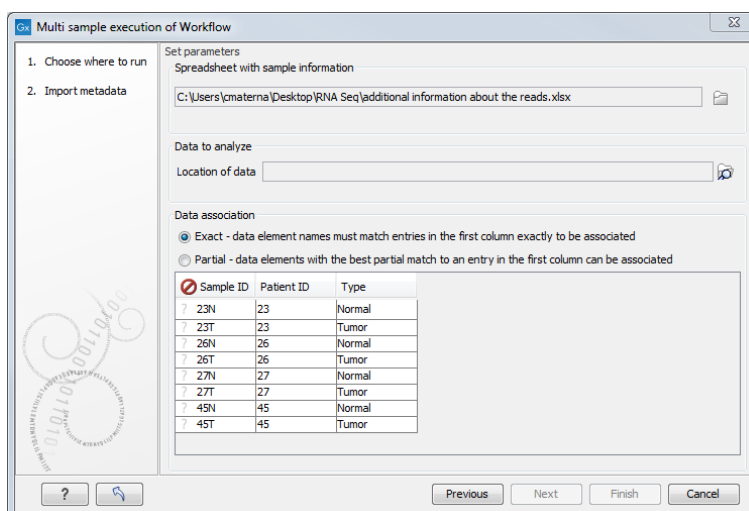 Gx Multi sample execution of Workflow
1. Choose where to run
2. Import metadata
Set parameters
Spreadsheet with sample information
C:\Users\cmaterna\Desktop\RNA Seq\additional information about the reads.xlsx
Data to analyze
Location of data
Data association
Exact - data element names must match entries in the first column exactly to be associated
Partial - data elements with the best partial match to an entry in the first column can be associated
Sample ID Patient ID Type
? 23N 23 Normal
? 23T 23 Tumor
? 26N 26 Normal
? 26T 26 Tumor
? 27N 27 Normal
? 27T 27 Tumor
? 45N 45 Normal
? 45T 45 Tumor
? Previous Next Finish Cancel